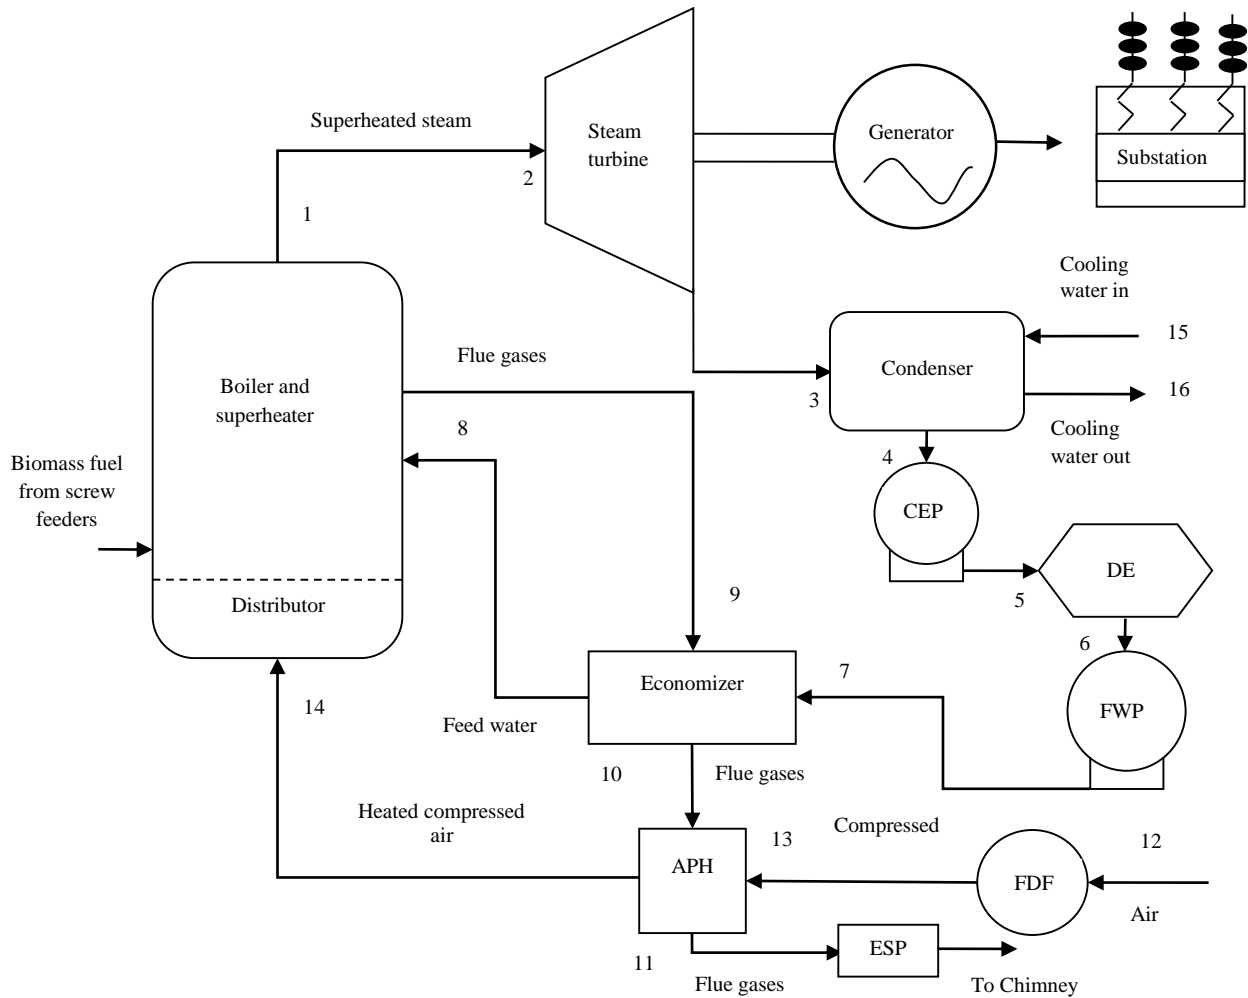 Superheated steam
Steam
turbine
Generator
Substation
2
1
Cooling
water in
15
Flue gases
Condenser
16
3
Boiler and
superheater
8
Cooling
water out
4
Biomass fuel
from screw
feeders
CEP
DE
5
Distributor
9
6
7
Economizer
14
Feed water
FWP
10
Flue gases
Heated compressed
air
Compressed
13
12
APH
FDF
Air
ESP
11
Flue gases
To Chimney